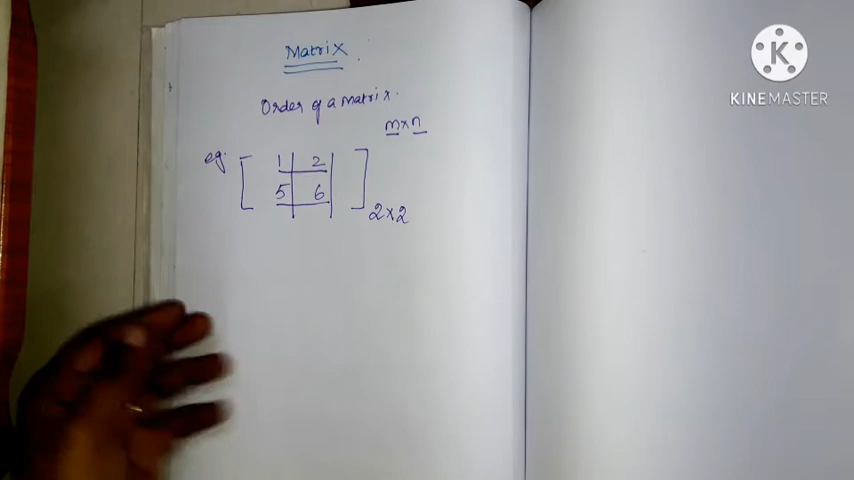 Matrix
Order of a Matrix.
m×n
eg. [ 1 2
5 6 ] 2×2
K
KINEMASTER